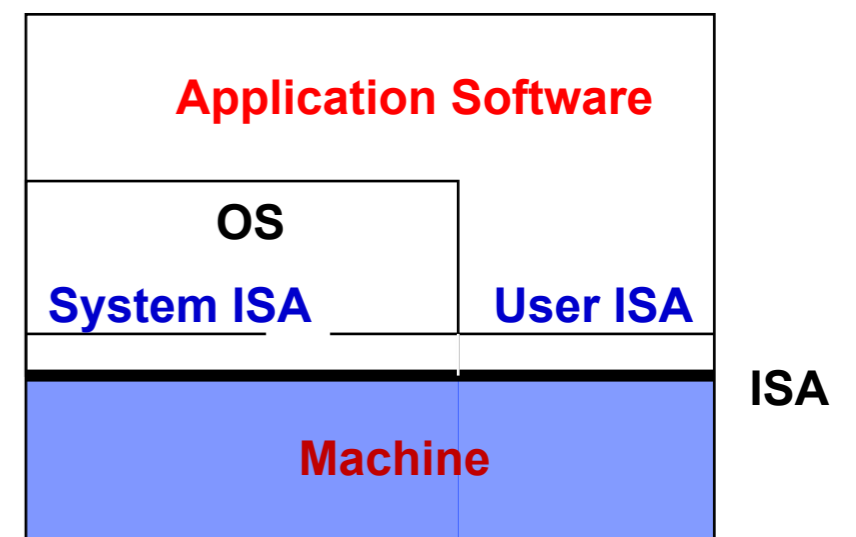 Application Software
OS
System ISA
User ISA
ISA
Machine